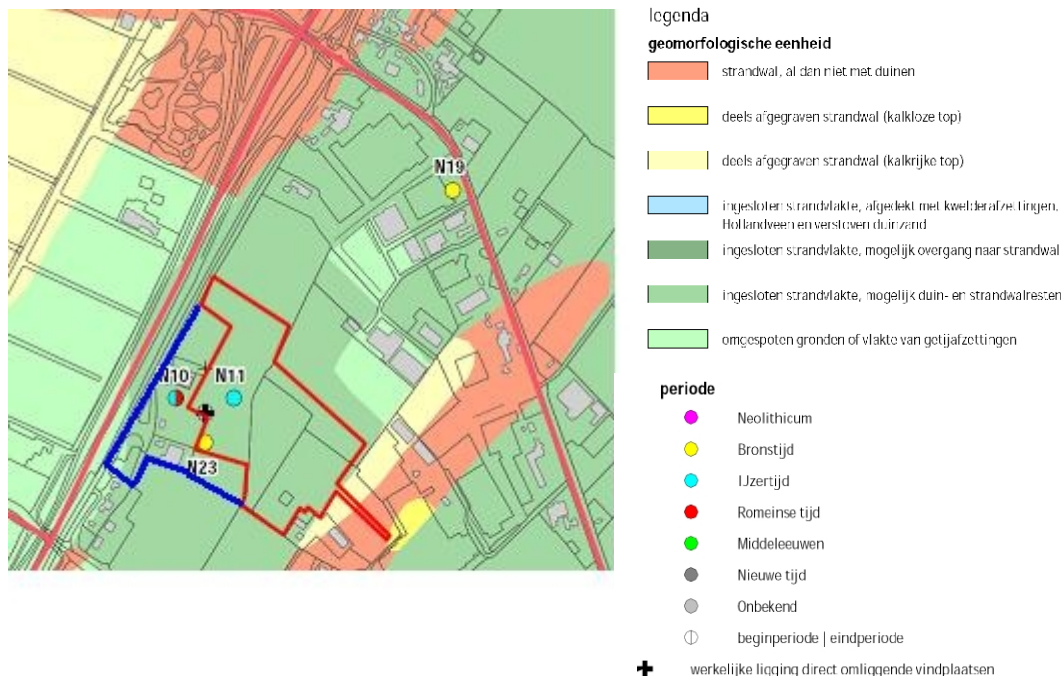 legenda
geomorfologische eenheid
strandwal, al dan niet met duinen
deels afgegraven strandwal (kalkloze top)
deels afgegraven strandwal (kalkrijke top)
ingesloten strandvlakte, afgedekt met kwelderafzettingen,
Hollandveen en verstoven duinzand
ingesloten strandvlakte, mogelijk overgang naar strandwal
ingesloten strandvlakte, mogelijk duin- en strandwalresten
omgespoten gronden of vlakte van getijafzettingen
periode
Neolithicum
Bronstijd
IJzertijd
Romeinse tijd
Middeleeuwen
Nieuwe tijd
Onbekend
beginperiode | eindperiode
werkelijke ligging direct omliggende vindplaatsen
N19
N10
N11
N23